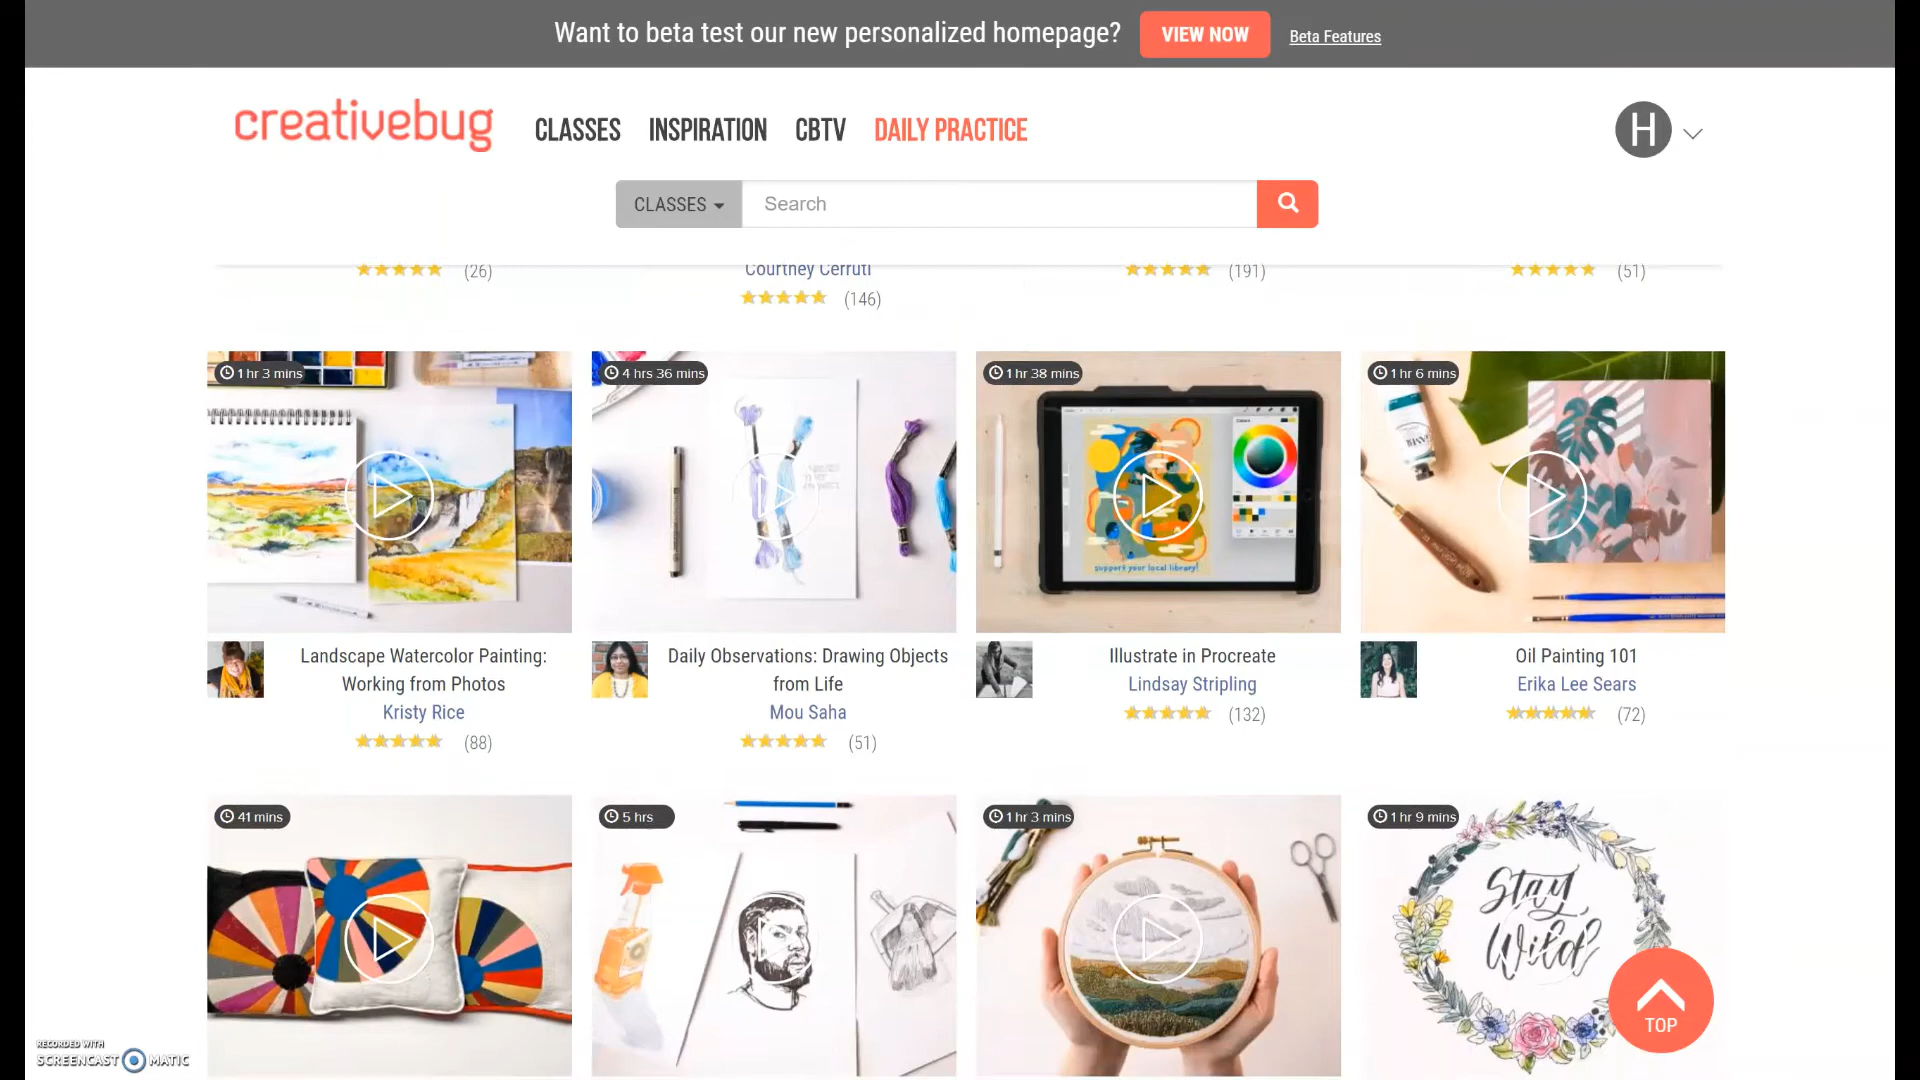 Want to beta test our new personalized homepage? VIEW NOW Beta Features
creativebug CLASSES INSPIRATION CBTV DAILY PRACTICE H
CLASSES Search
(26) Courtney Cerruti (191) (51)
(146)
1 hr 3 mins 4 hrs 36 mins 1 hr 38 mins 1 hr 6 mins
support your local library!
Landscape Watercolor Painting: Daily Observations: Drawing Objects Illustrate in Procreate Oil Painting 101
Working from Photos from Life Lindsay Stripling Erika Lee Sears
Kristy Rice Mou Saha (132) (72)
(88) (51)
41 mins 5 hrs 1 hr 3 mins 1 hr 9 mins
Stay
Wild
TOP
RECORDED WITH
SCREENCAST MATIC